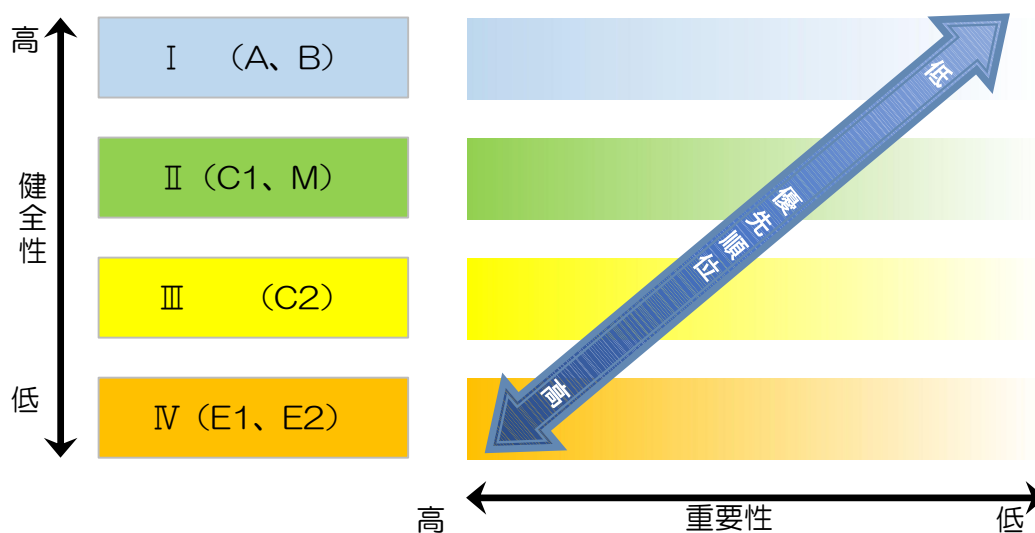 高
健全性
低
Ⅰ （A、B）
Ⅱ（C1、M）
Ⅲ （C2）
Ⅳ（E1、E2）
低
優先順位
高
高
重要性
低